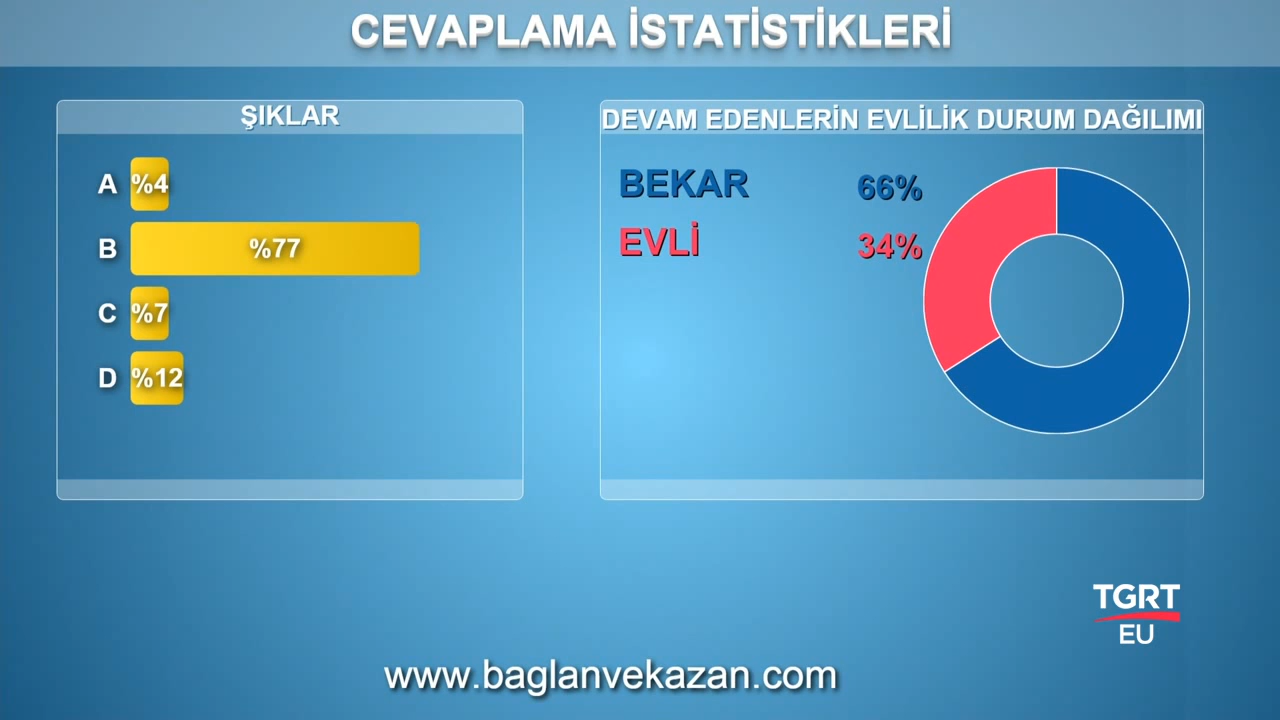 CEVAPLAMA İSTATİSTİKLERİ
ŞIKLAR
A %4
B %77
C %7
D %12
DEVAM EDENLERİN EVLİLİK DURUM DAĞILIMI
BEKAR 66%
EVLİ 34%
TGRT
EU
www.baglanvekazan.com